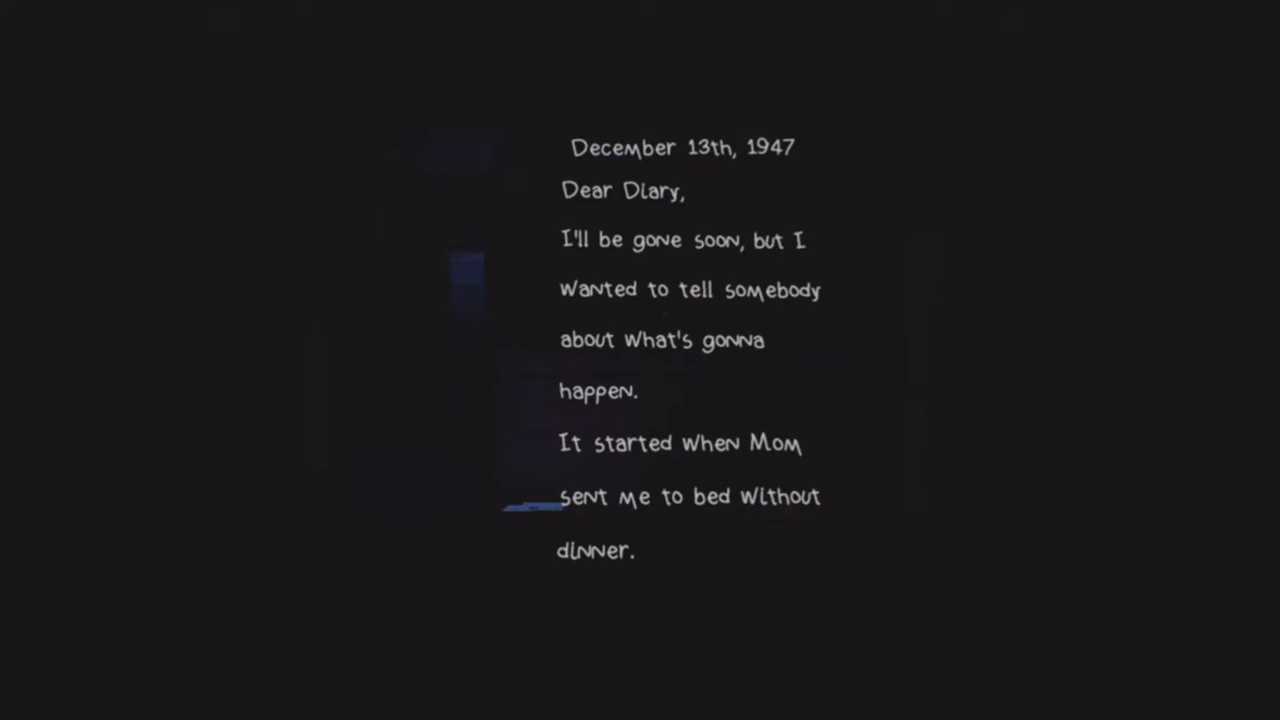 December 13th, 1947
Dear Diary,
I'll be gone soon, but I
wanted to tell somebody
about what's gonna
happen.
It started when Mom
sent me to bed without
dinner.